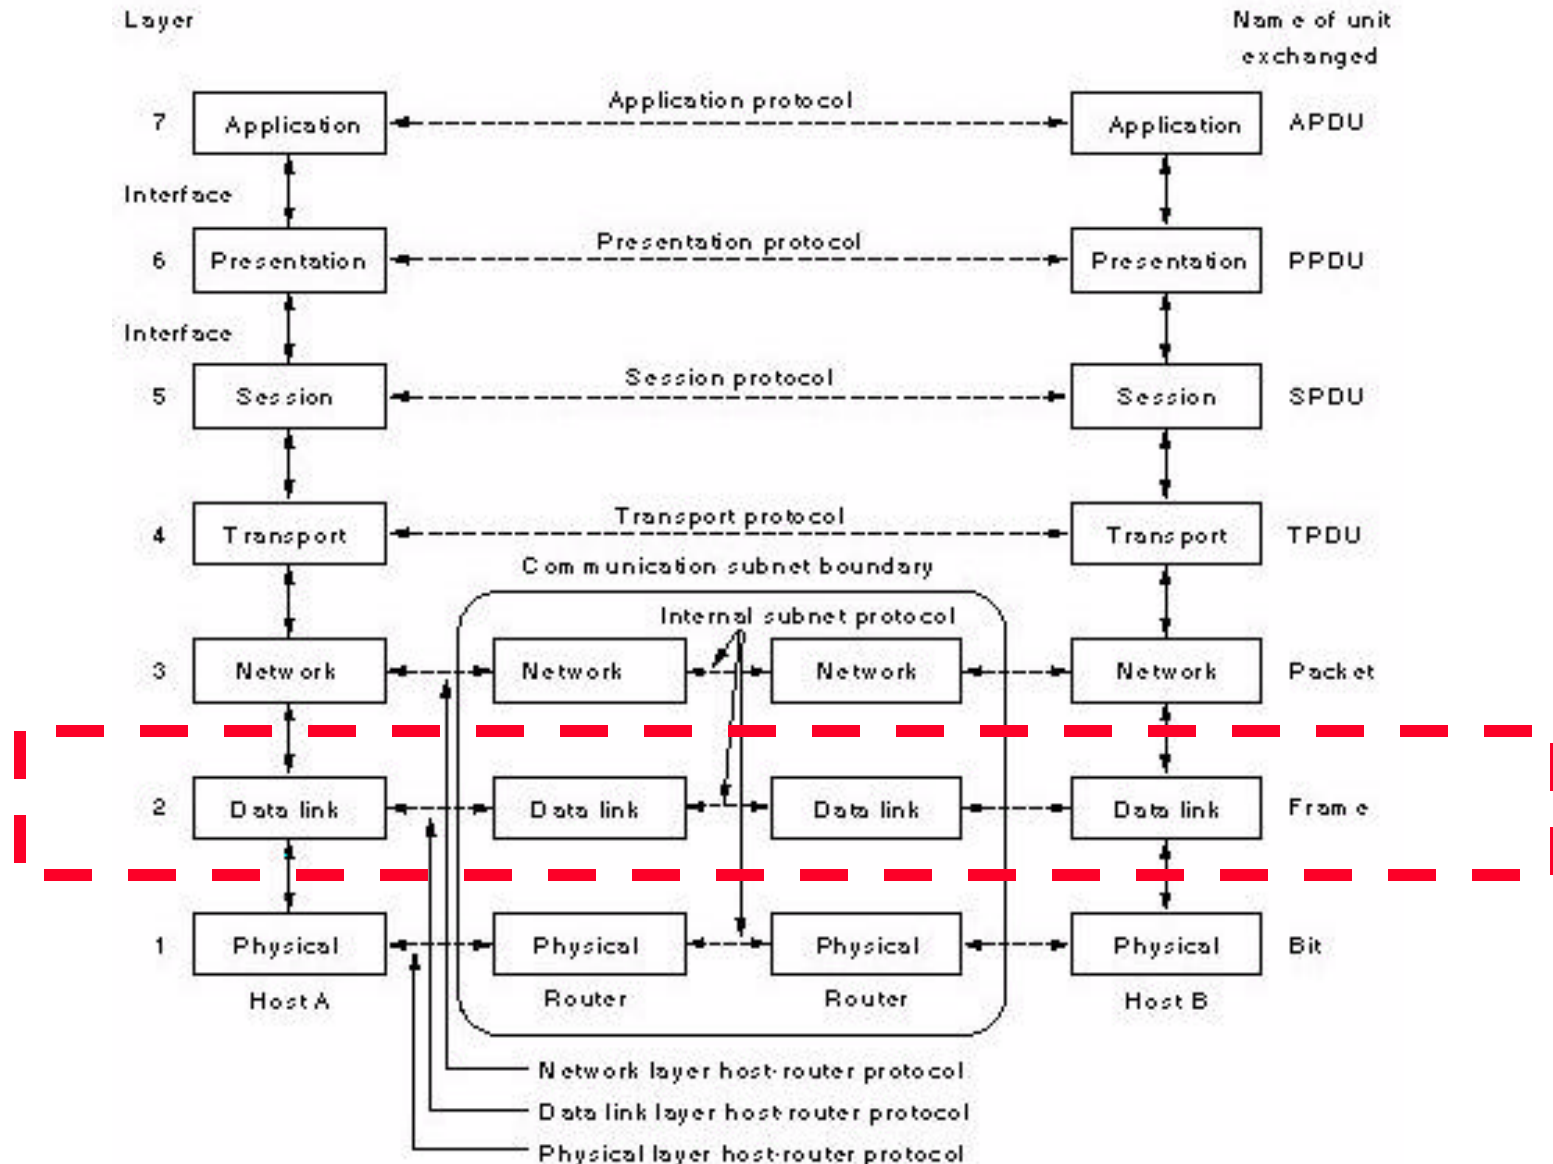 Layer
Name of unit
exchanged
Application protocol
7
Application
Application
APDU
Interface
Presentation protocol
6
Presentation
Presentation
PPDU
Interface
Session protocol
5
Session
Session
SPDU
Transport protocol
4
Transport
Transport
TPDU
Communication subnet boundary
Internal subnet protocol
3
Network
Network
Network
Network
Packet
2
Data link
Data link
Data link
Data link
Frame
1
Physical
Physical
Physical
Physical
Bit
Host A
Router
Router
Host B
Network layer host-router protocol
Data link layer host-router protocol
Physical layer host-router protocol